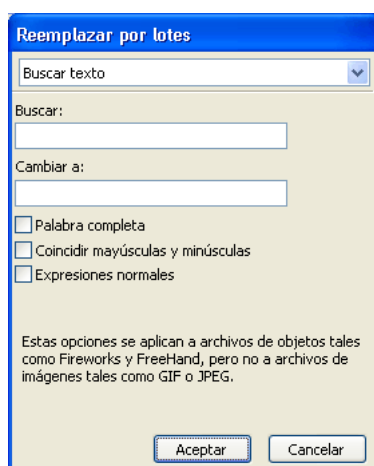 Reemplazar por lotes
Buscar texto
Buscar:
Cambiar a:
Palabra completa
Coincidir mayúsculas y minúsculas
Expresiones normales
Estas opciones se aplican a archivos de objetos tales
como Fireworks y FreeHand, pero no a archivos de
imágenes tales como GIF o JPEG.
Aceptar
Cancelar